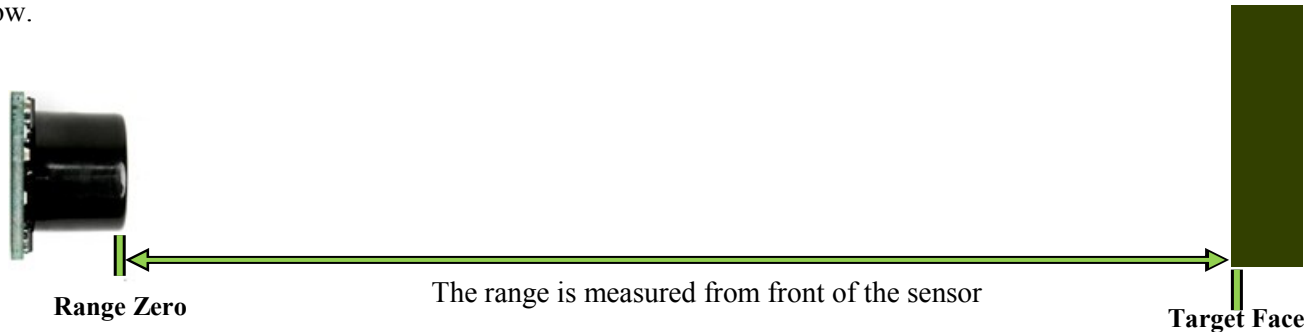 ow.
The range is measured from front of the sensor
Range Zero
Target Face